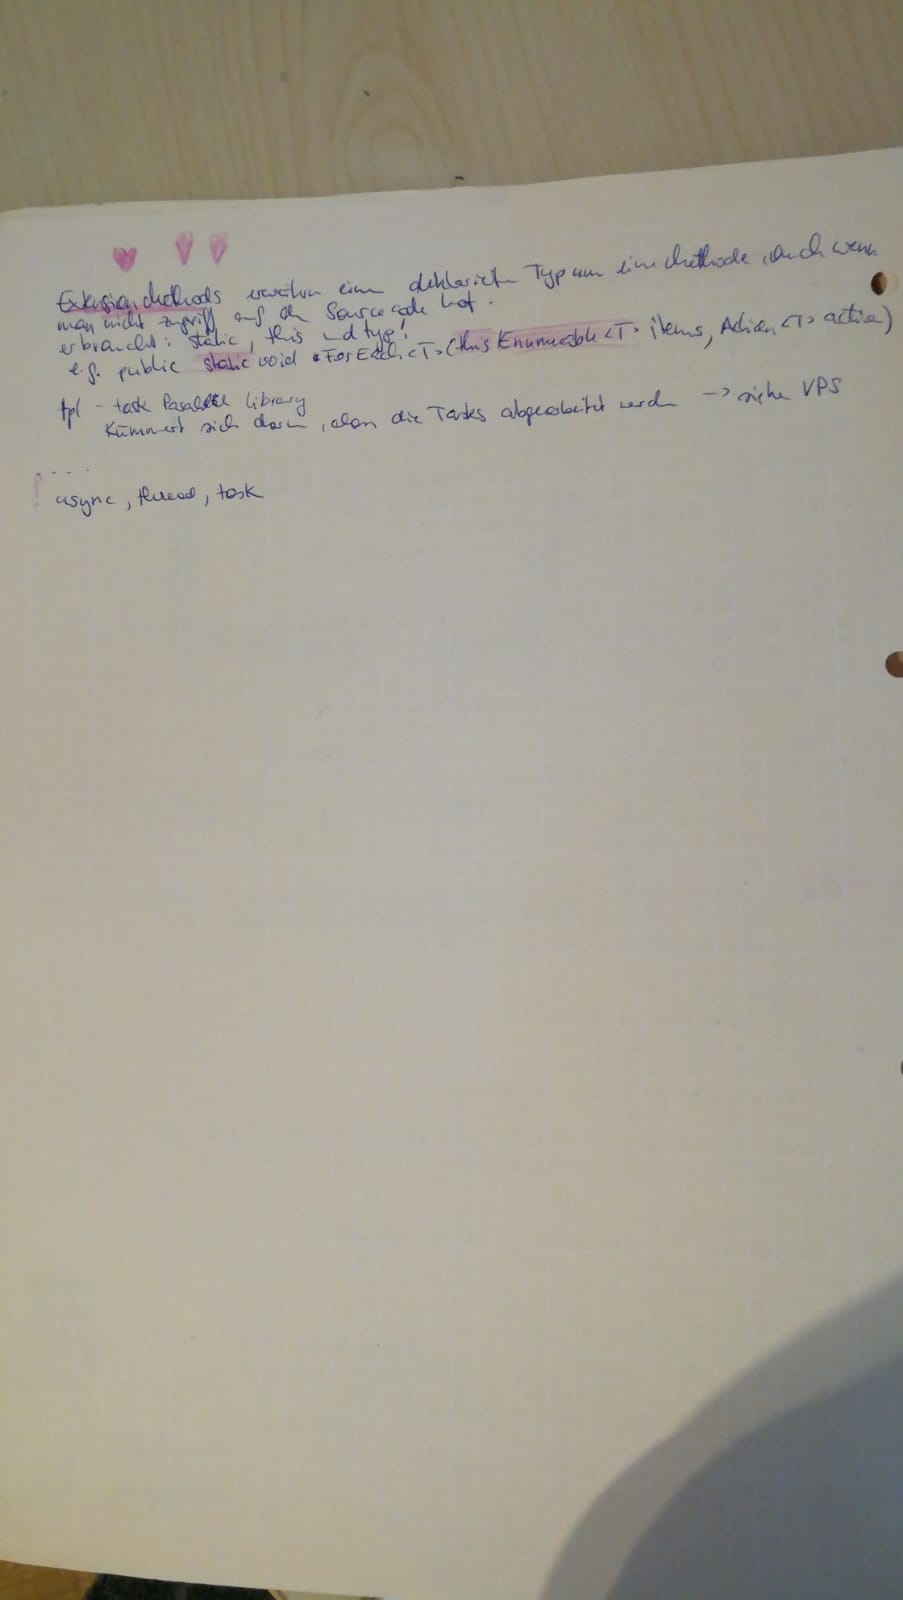 Extension Methods erweitern einen deklarierten Typ um eine Methode, auch wenn
man nicht zugriff auf den Source code hat.
erbraucht: static, this und type!
e.g. public static void ForEach<T>(this IEnumerable<T> items, Action<T> action)
tpl - task Parallele library
kümmert sich darum, dass die Tasks abgearbeitet werden -> siehe VPS
! async, thread, task